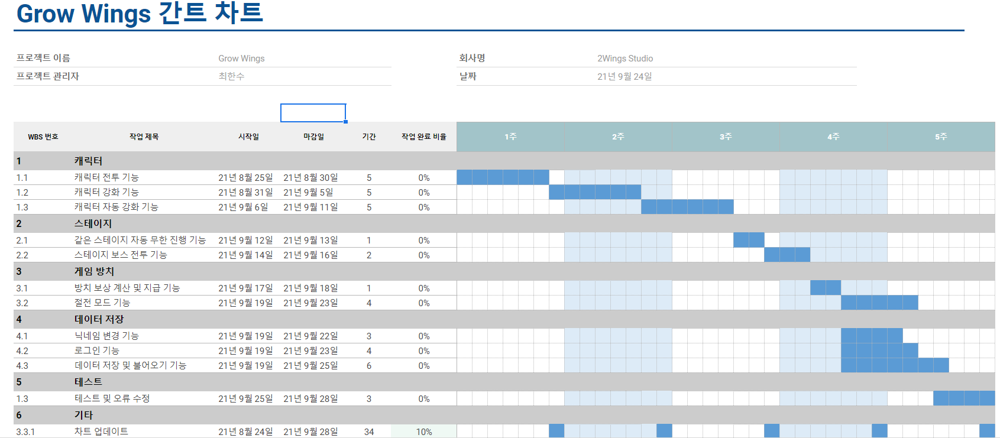 Grow Wings 간트 차트
프로젝트 이름 Grow Wings 회사명 2Wings Studio
프로젝트 관리자 최한수 날짜 21년 9월 24일
WBS 번호 작업 제목 시작일 마감일 기간 작업 완료 비율 1주 2주 3주 4주 5주
1 캐릭터
1.1 캐릭터 전투 기능 21년 8월 25일 21년 8월 30일 5 0%
1.2 캐릭터 강화 기능 21년 8월 31일 21년 9월 5일 5 0%
1.3 캐릭터 자동 강화 기능 21년 9월 6일 21년 9월 11일 5 0%
2 스테이지
2.1 같은 스테이지 자동 무한 진행 기능 21년 9월 12일 21년 9월 13일 1 0%
2.2 스테이지 보스 전투 기능 21년 9월 14일 21년 9월 16일 2 0%
3 게임 방치
3.1 방치 보상 계산 및 지급 기능 21년 9월 17일 21년 9월 18일 1 0%
3.2 절전 모드 기능 21년 9월 19일 21년 9월 23일 4 0%
4 데이터 저장
4.1 닉네임 변경 기능 21년 9월 19일 21년 9월 22일 3 0%
4.2 로그인 기능 21년 9월 19일 21년 9월 23일 4 0%
4.3 데이터 저장 및 불어오기 기능 21년 9월 19일 21년 9월 25일 6 0%
5 테스트
1.3 테스트 및 오류 수정 21년 9월 25일 21년 9월 28일 3 0%
6 기타
3.3.1 차트 업데이트 21년 8월 24일 21년 9월 28일 34 10%